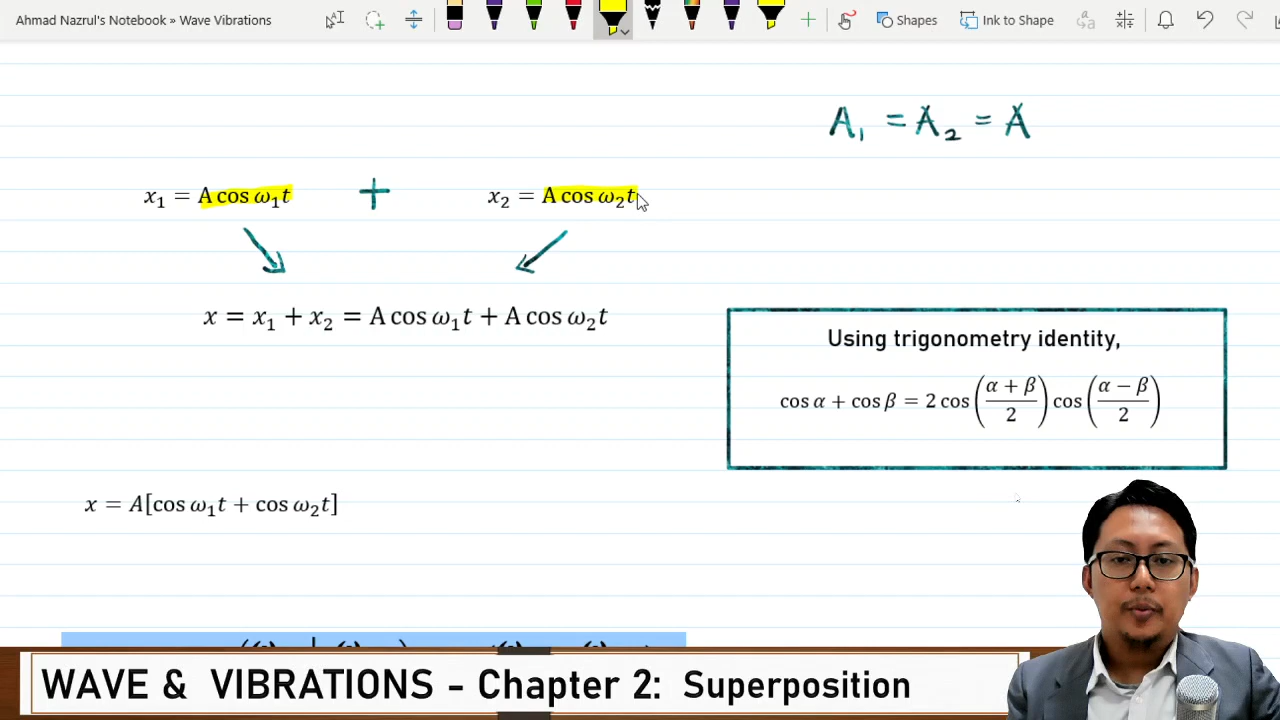 Ahmad Nazrul's Notebook » Wave Vibrations
Shapes
Ink to Shape
A₁ = A₂ = A
x₁ = A cos ω₁t + x₂ = A cos ω₂t
x = x₁ + x₂ = A cos ω₁t + A cos ω₂t
Using trigonometry identity,
cos α + cos β = 2 cos((α + β)/2) cos((α − β)/2)
x = A[cos ω₁t + cos ω₂t]
WAVE & VIBRATIONS - Chapter 2: Superposition